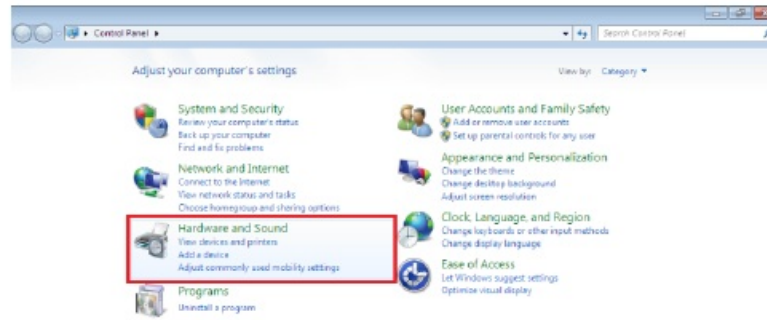 Control Panel
Search Control Panel
Adjust your computer's settings
View by: Category
System and Security
Review your computer's status
Back up your computer
Find and fix problems
Network and Internet
Connect to the Internet
View network status and tasks
Choose homegroup and sharing options
Hardware and Sound
View devices and printers
Add a device
Adjust commonly used mobility settings
Programs
Uninstall a program
User Accounts and Family Safety
Add or remove user accounts
Set up parental controls for any user
Appearance and Personalization
Change the theme
Change desktop background
Adjust screen resolution
Clock, Language, and Region
Change keyboards or other input methods
Change display language
Ease of Access
Let Windows suggest settings
Optimize visual display